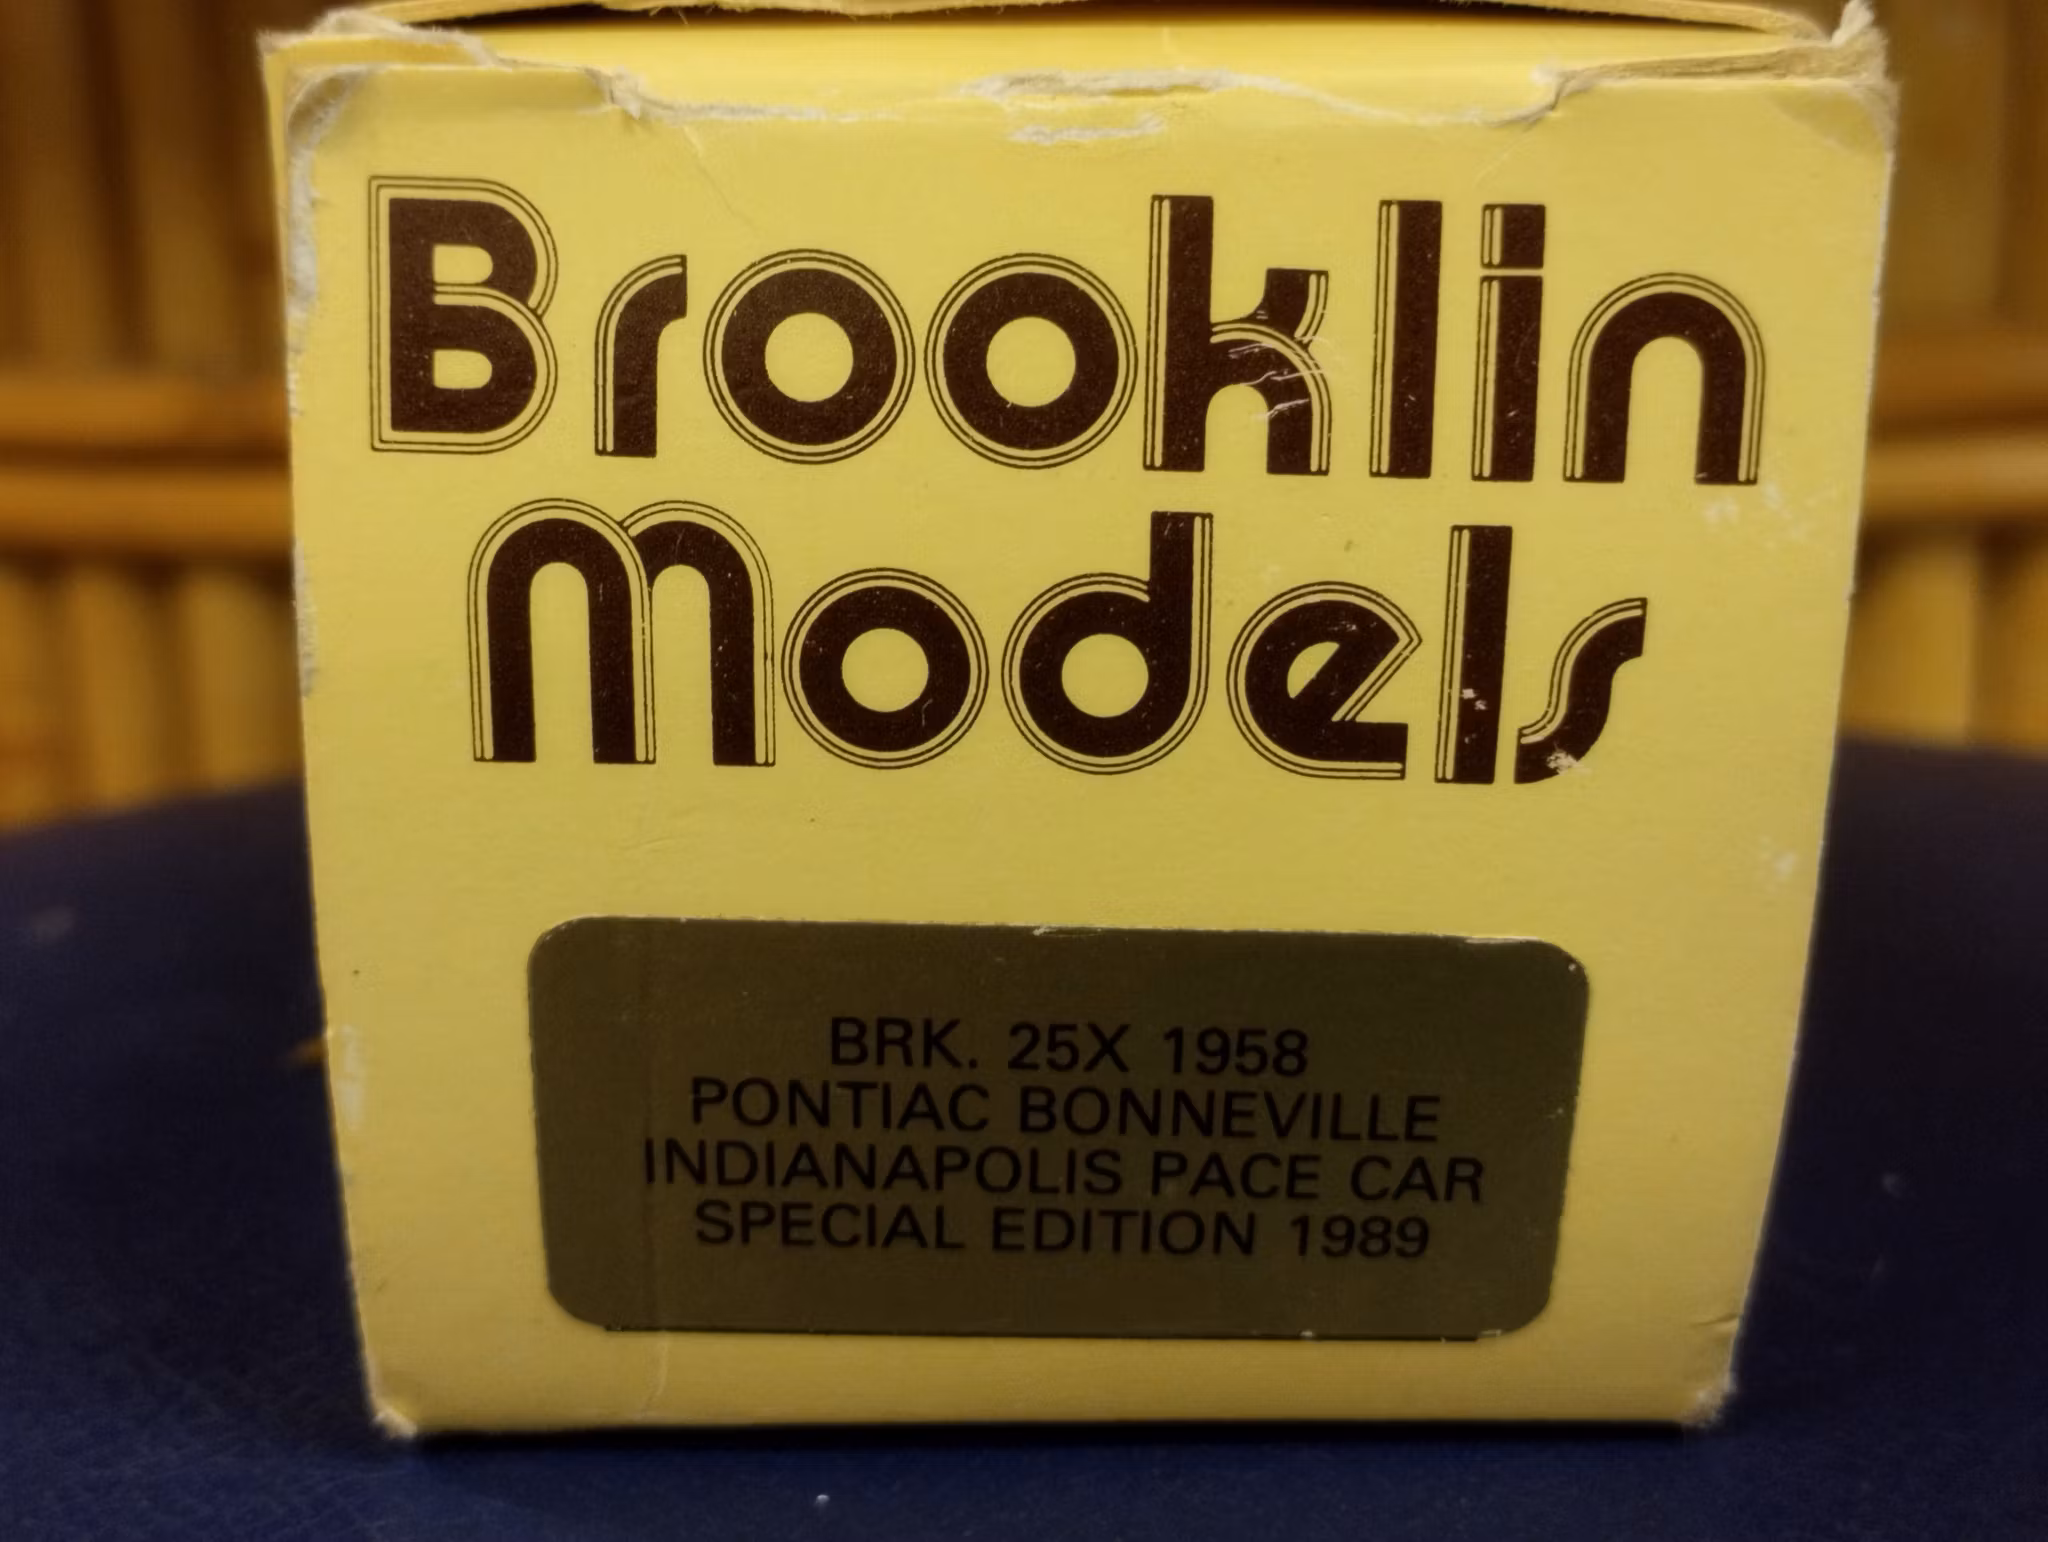 Brooklin
Models
BRK. 25X 1958
PONTIAC BONNEVILLE
INDIANAPOLIS PACE CAR
SPECIAL EDITION 1989